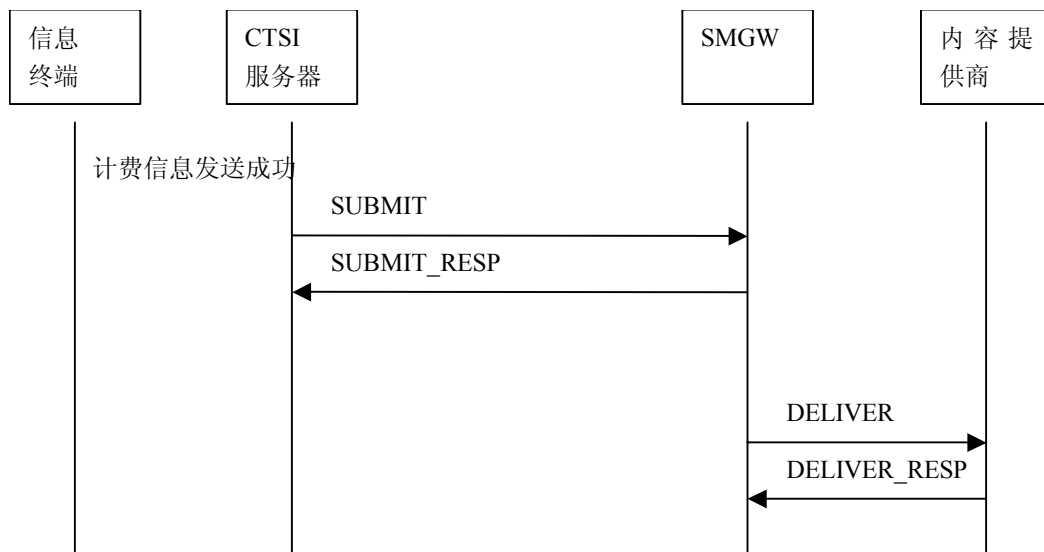 信息
终端
CTSI
服务器
SMGW
内 容 提
供商
计费信息发送成功
SUBMIT
SUBMIT_RESP
DELIVER
DELIVER_RESP